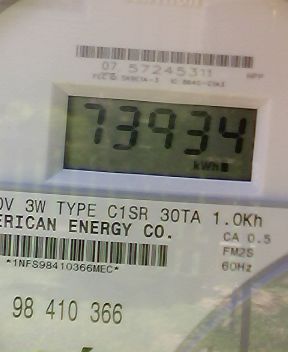 07 57245311
73934
kWh
0V 3W TYPE C1SR 30TA 1.0Kh
ERICAN ENERGY CO.
CA 0.5
FM2S
60Hz
*1NFS98410366MEC*
98 410 366